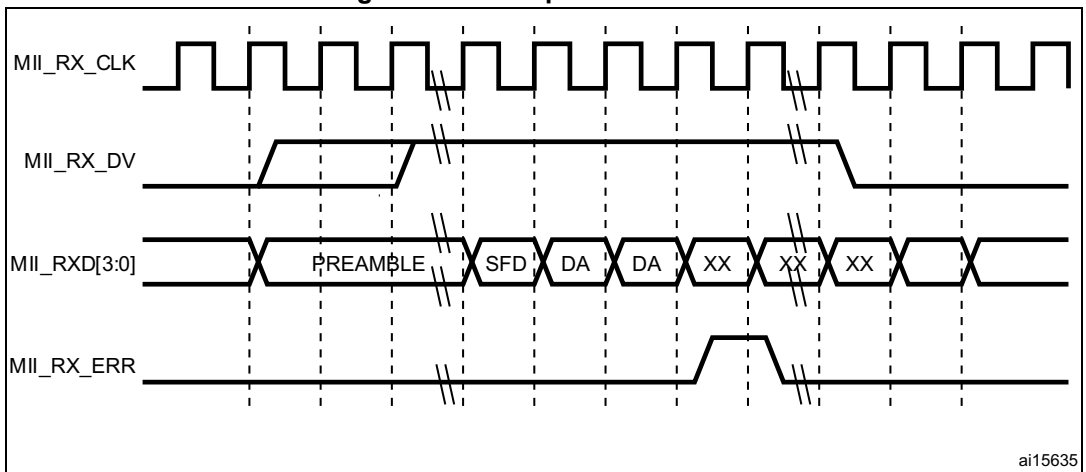 MII_RX_CLK
MII_RX_DV
MII_RXD[3:0] PREAMBLE SFD DA DA XX XX XX
MII_RX_ERR
ai15635